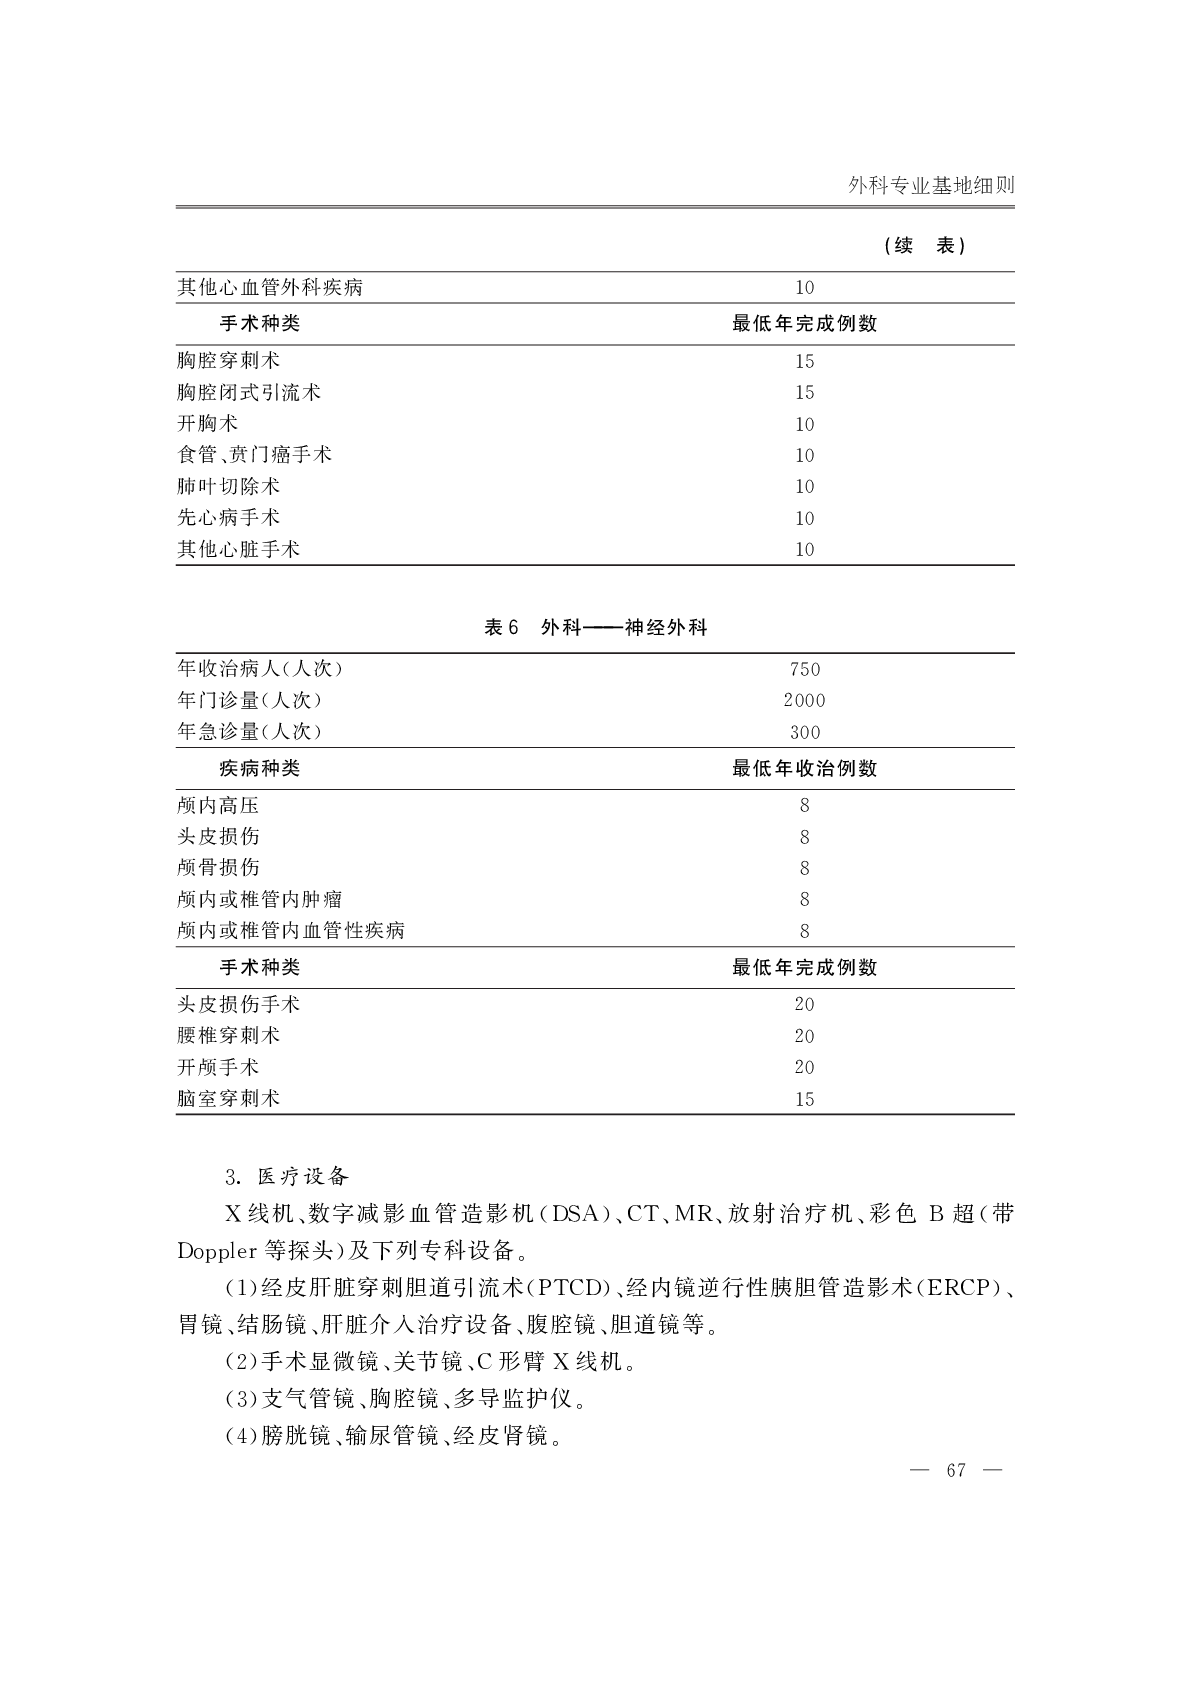 外科专业基地细则
(续　表)
其他心血管外科疾病　10
手术种类　最低年完成例数
胸腔穿刺术　15
胸腔闭式引流术　15
开胸术　10
食管、贲门癌手术　10
肺叶切除术　10
先心病手术　10
其他心脏手术　10
表 6　外科——神经外科
年收治病人(人次)　750
年门诊量(人次)　2000
年急诊量(人次)　300
疾病种类　最低年收治例数
颅内高压　8
头皮损伤　8
颅骨损伤　8
颅内或椎管内肿瘤　8
颅内或椎管内血管性疾病　8
手术种类　最低年完成例数
头皮损伤手术　20
腰椎穿刺术　20
开颅手术　20
脑室穿刺术　15
3. 医疗设备
X 线机、数字减影血管造影机(DSA)、CT、MR、放射治疗机、彩色 B 超(带
Doppler 等探头)及下列专科设备。
(1)经皮肝脏穿刺胆道引流术(PTCD)、经内镜逆行性胰胆管造影术(ERCP)、
胃镜、结肠镜、肝脏介入治疗设备、腹腔镜、胆道镜等。
(2)手术显微镜、关节镜、C 形臂 X 线机。
(3)支气管镜、胸腔镜、多导监护仪。
(4)膀胱镜、输尿管镜、经皮肾镜。
— 67 —